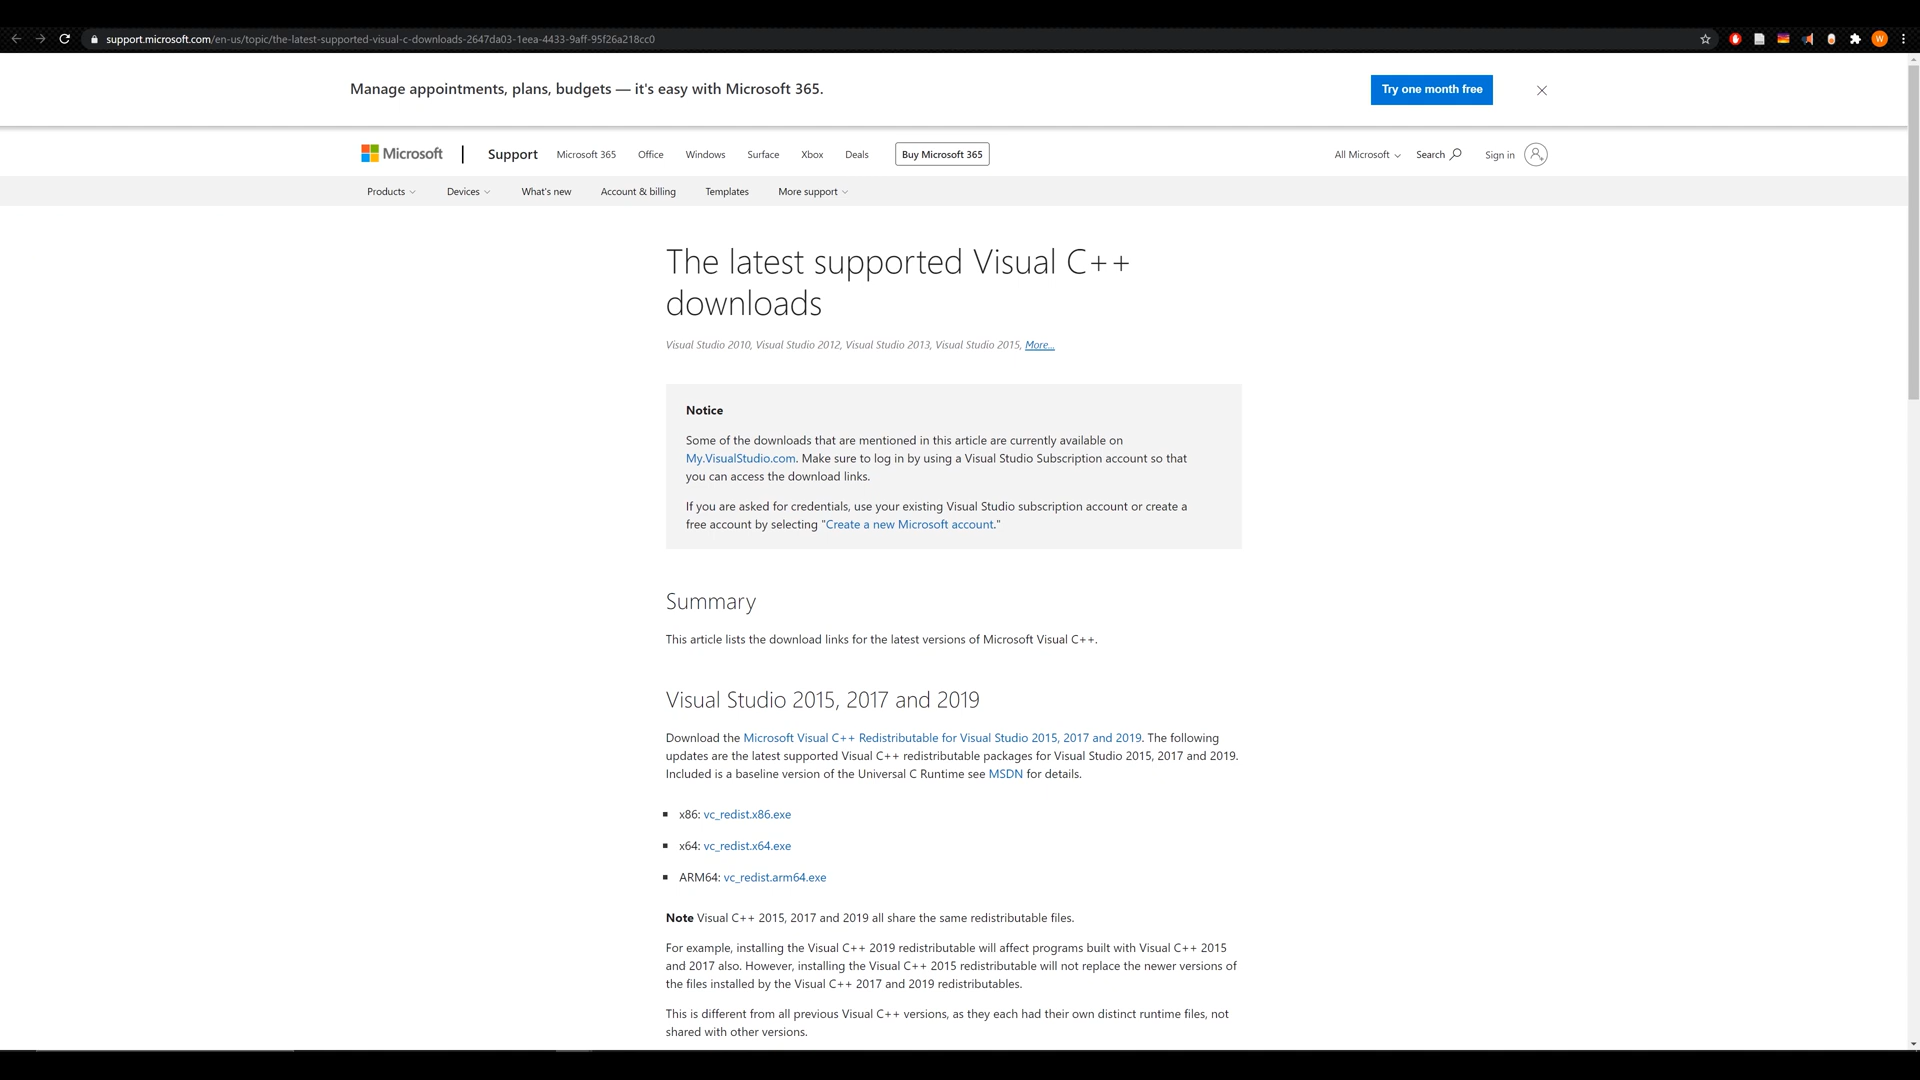 support.microsoft.com/en-us/topic/the-latest-supported-visual-c-downloads-2647da03-1eea-4433-9aff-95f26a218cc0
W
Manage appointments, plans, budgets — it's easy with Microsoft 365.
Try one month free
Microsoft Support Microsoft 365 Office Windows Surface Xbox Deals Buy Microsoft 365 All Microsoft Search Sign in
Products Devices What's new Account & billing Templates More support
The latest supported Visual C++
downloads
Visual Studio 2010, Visual Studio 2012, Visual Studio 2013, Visual Studio 2015, More...
Notice
Some of the downloads that are mentioned in this article are currently available on
My.VisualStudio.com. Make sure to log in by using a Visual Studio Subscription account so that
you can access the download links.
If you are asked for credentials, use your existing Visual Studio subscription account or create a
free account by selecting "Create a new Microsoft account."
Summary
This article lists the download links for the latest versions of Microsoft Visual C++.
Visual Studio 2015, 2017 and 2019
Download the Microsoft Visual C++ Redistributable for Visual Studio 2015, 2017 and 2019. The following
updates are the latest supported Visual C++ redistributable packages for Visual Studio 2015, 2017 and 2019.
Included is a baseline version of the Universal C Runtime see MSDN for details.
x86: vc_redist.x86.exe
x64: vc_redist.x64.exe
ARM64: vc_redist.arm64.exe
Note Visual C++ 2015, 2017 and 2019 all share the same redistributable files.
For example, installing the Visual C++ 2019 redistributable will affect programs built with Visual C++ 2015
and 2017 also. However, installing the Visual C++ 2015 redistributable will not replace the newer versions of
the files installed by the Visual C++ 2017 and 2019 redistributables.
This is different from all previous Visual C++ versions, as they each had their own distinct runtime files, not
shared with other versions.